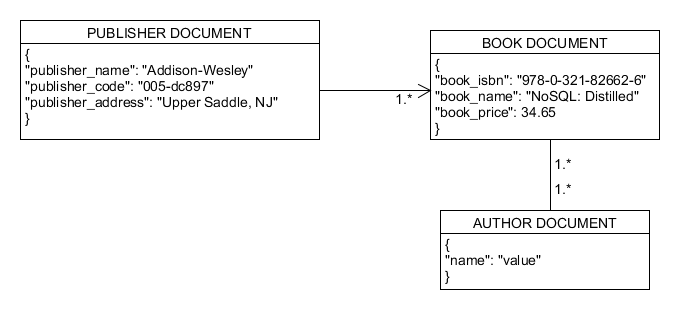 PUBLISHER DOCUMENT
{
"publisher_name": "Addison-Wesley"
"publisher_code": "005-dc897"
"publisher_address": "Upper Saddle, NJ"
}
1.*
BOOK DOCUMENT
{
"book_isbn": "978-0-321-82662-6"
"book_name": "NoSQL: Distilled"
"book_price": 34.65
}
1.*
1.*
AUTHOR DOCUMENT
{
"name": "value"
}